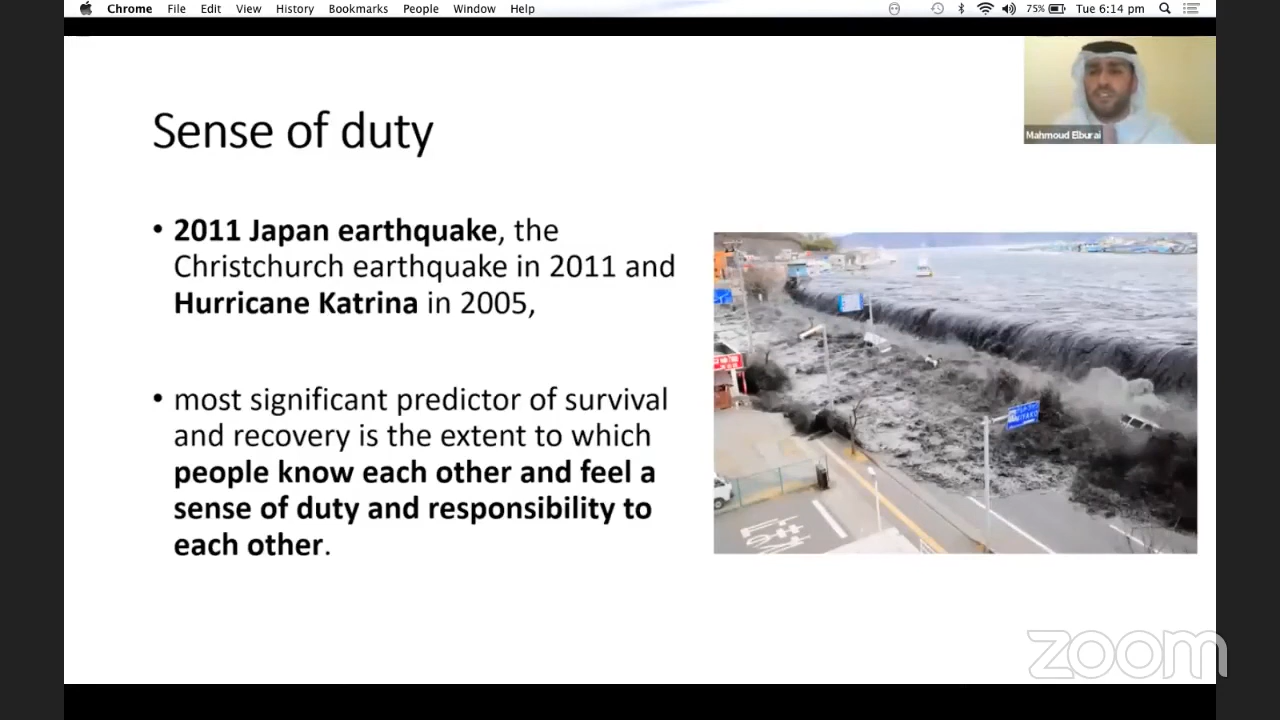 Chrome File Edit View History Bookmarks People Window Help 75% Tue 6:14 pm
Mahmoud Elburai
Sense of duty
• 2011 Japan earthquake, the
Christchurch earthquake in 2011 and
Hurricane Katrina in 2005,
• most significant predictor of survival
and recovery is the extent to which
people know each other and feel a
sense of duty and responsibility to
each other.
zoom